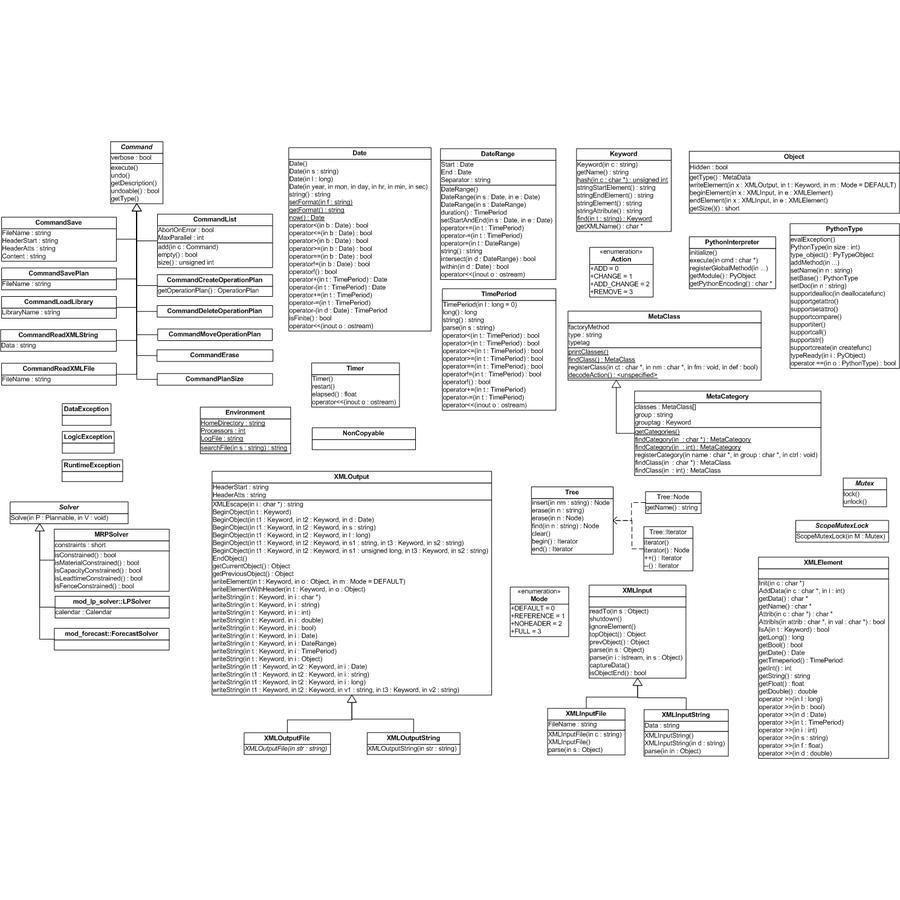 Command
verbose : bool
execute()
undo()
getDescription()
undoable() : bool
getType()
CommandSave
FileName : string
HeaderStart : string
HeaderAtts : string
Content : string
CommandSavePlan
FileName : string
CommandLoadLibrary
LibraryName : string
CommandReadXMLString
Data : string
CommandReadXMLFile
FileName : string
CommandList
AbortOnError : bool
MaxParallel : int
add(in c : Command)
empty() : bool
size() : unsigned int
CommandCreateOperationPlan
getOperationPlan() : OperationPlan
CommandDeleteOperationPlan
CommandMoveOperationPlan
CommandErase
CommandPlanSize
DataException
LogicException
RuntimeException
Environment
HomeDirectory : string
Processors : int
LogFile : string
searchFile(in s : string) : string
Date
Date()
Date(in s : string)
Date(in l : long)
Date(in year, in mon, in day, in hr, in min, in sec)
string() : string
setFormat(in f : string)
getFormat() : string
now() : Date
operator<(in b : Date) : bool
operator<=(in b : Date) : bool
operator>(in b : Date) : bool
operator>=(in b : Date) : bool
operator==(in b : Date) : bool
operator!=(in b : Date) : bool
operator!() : bool
operator+(in t : TimePeriod) : Date
operator-(in t : TimePeriod) : Date
operator+=(in t : TimePeriod)
operator-=(in t : TimePeriod)
operator-(in d : Date) : TimePeriod
isFinite() : bool
operator<<(in o : ostream)
Timer
Timer()
restart()
elapsed() : float
operator<<(inout o : ostream)
NonCopyable
DateRange
Start : Date
End : Date
Separator : string
DateRange()
DateRange(in s : Date, in e : Date)
DateRange(in s : DateRange)
duration() : TimePeriod
setStartAndEnd(in s : Date, in e : Date)
operator+=(in t : TimePeriod)
operator-=(in t : TimePeriod)
operator=(in t : DateRange)
string() : string
intersect(in d : DateRange) : bool
within(in d : Date) : bool
operator<<(inout o : ostream)
TimePeriod
TimePeriod(in l : long = 0)
long() : long
string() : string
parse(in s : string)
operator<(in t : TimePeriod) : bool
operator<=(in t : TimePeriod) : bool
operator>(in t : TimePeriod) : bool
operator>=(in t : TimePeriod) : bool
operator==(in t : TimePeriod) : bool
operator!=(in t : TimePeriod) : bool
operator!() : bool
operator+=(in t : TimePeriod)
operator-=(in t : TimePeriod)
operator<<(inout o : ostream)
Keyword
Keyword(in c : string)
getName() : string
hash(in c : char *) : unsigned int
stringStartElement() : string
stringEndElement() : string
stringElement() : string
stringAttribute() : string
find(in t : string) : Keyword
getXMLName() : char *
«enumeration»
Action
+ADD = 0
+CHANGE = 1
+ADD_CHANGE = 2
+REMOVE = 3
Object
Hidden : bool
getType() : MetaData
writeElement(in x : XMLOutput, in t : Keyword, in m : Mode = DEFAULT)
beginElement(in x : XMLInput, in e : XMLElement)
endElement(in x : XMLInput, in e : XMLElement)
getSize()() : short
PythonInterpreter
initialize()
execute(in cmd : char *)
registerGlobalMethod(in ...)
getModule() : PyObject
getPythonEncoding() : char *
PythonType
evalException()
PythonType(in size : int)
type_object() : PyTypeObject
addMethod(in ...)
setName(in n : string)
setBase() : PythonType
setDoc(in n : string)
supportdealloc(in deallocatefunc)
supportgetattro()
supportsetattro()
supportcompare()
supportiter()
supportcall()
supportstr()
supportcreate(in createfunc)
typeReady(in i : PyObject)
operator ==(in o : PythonType) : bool
MetaClass
factoryMethod
type : string
typetag
printClasses()
findClass() : MetaClass
registerClass(in ct : char *, in nm : char *, in fm : void, in def : bool)
decodeAction() : <unspecified>
MetaCategory
classes : MetaClass[]
group : string
grouptag : Keyword
getCategories()
findCategory(in : char *) : MetaCategory
findCategory(in : int) : MetaCategory
registerCategory(in name : char *, in group : char *, in ctrl : void)
findClass(in : char *) : MetaClass
findClass(in : int) : MetaClass
Solver
Solve(in P : Plannable, in V : void)
MRPSolver
constraints : short
isConstrained() : bool
isMaterialConstrained() : bool
isCapacityConstrained() : bool
isLeadtimeConstrained() : bool
isFenceConstrained() : bool
mod_lp_solver::LPSolver
calendar : Calendar
mod_forecast::ForecastSolver
XMLOutput
HeaderStart : string
HeaderAtts : string
XMLEscape(in i : char *) : string
BeginObject(in t : Keyword)
BeginObject(in t1 : Keyword, in t2 : Keyword, in d : Date)
BeginObject(in t1 : Keyword, in t2 : Keyword, in s : string)
BeginObject(in t1 : Keyword, in t2 : Keyword, in l : long)
BeginObject(in t1 : Keyword, in t2 : Keyword, in s1 : string, in t3 : Keyword, in s2 : string)
BeginObject(in t1 : Keyword, in t2 : Keyword, in s1 : unsigned long, in t3 : Keyword, in s2 : string)
EndObject()
getCurrentObject() : Object
getPreviousObject() : Object
writeElement(in t : Keyword, in o : Object, in m : Mode = DEFAULT)
writeElementWithHeader(in t : Keyword, in o : Object)
writeString(in t : Keyword, in i : char *)
writeString(in t : Keyword, in i : string)
writeString(in t : Keyword, in i : int)
writeString(in t : Keyword, in i : double)
writeString(in t : Keyword, in i : bool)
writeString(in t : Keyword, in i : Date)
writeString(in t : Keyword, in i : DateRange)
writeString(in t : Keyword, in i : TimePeriod)
writeString(in t : Keyword, in i : Object)
writeString(in t1 : Keyword, in t2 : Keyword, in i : Date)
writeString(in t1 : Keyword, in t2 : Keyword, in i : string)
writeString(in t1 : Keyword, in t2 : Keyword, in i : long)
writeString(in t1 : Keyword, in t2 : Keyword, in v1 : string, in t3 : Keyword, in v2 : string)
XMLOutputFile
XMLOutputFile(in str : string)
XMLOutputString
XMLOutputString(in str : string)
Tree
insert(in nm : string) : Node
erase(in n : string)
erase(in n : Node)
find(in n : string) : Node
clear()
begin() : Iterator
end() : Iterator
Tree::Node
getName() : string
Tree::Iterator
iterator()
iterator() : Node
++() : Iterator
--() : Iterator
«enumeration»
Mode
+DEFAULT = 0
+REFERENCE = 1
+NOHEADER = 2
+FULL = 3
XMLInput
readTo(in s : Object)
shutdown()
ignoreElement()
topObject() : Object
prevObject() : Object
parse(in s : Object)
parse(in i : istream, in s : Object)
captureData()
isObjectEnd() : bool
XMLInputFile
FileName : string
XMLInputFile(in c : string)
XMLInputFile()
parse(in s : Object)
XMLInputString
Data : string
XMLInputString()
XMLInputString(in d : string)
parse(in in : Object)
Mutex
lock()
unlock()
ScopeMutexLock
ScopeMutexLock(in M : Mutex)
XMLElement
Init(in c : char *)
AddData(in c : char *, in i : int)
getData() : char *
getName() : char *
Attrib(in c : char *) : char *
AttribIs(in attrib : char *, in val : char *) : bool
IsA(in t : Keyword) : bool
getLong() : long
getBool() : bool
getDate() : Date
getTimeperiod() : TimePeriod
getInt() : int
getString() : string
getFloat() : float
getDouble() : double
operator >>(in l : long)
operator >>(in b : bool)
operator >>(in d : Date)
operator >>(in t : TimePeriod)
operator >>(in i : int)
operator >>(in s : string)
operator >>(in f : float)
operator >>(in d : double)